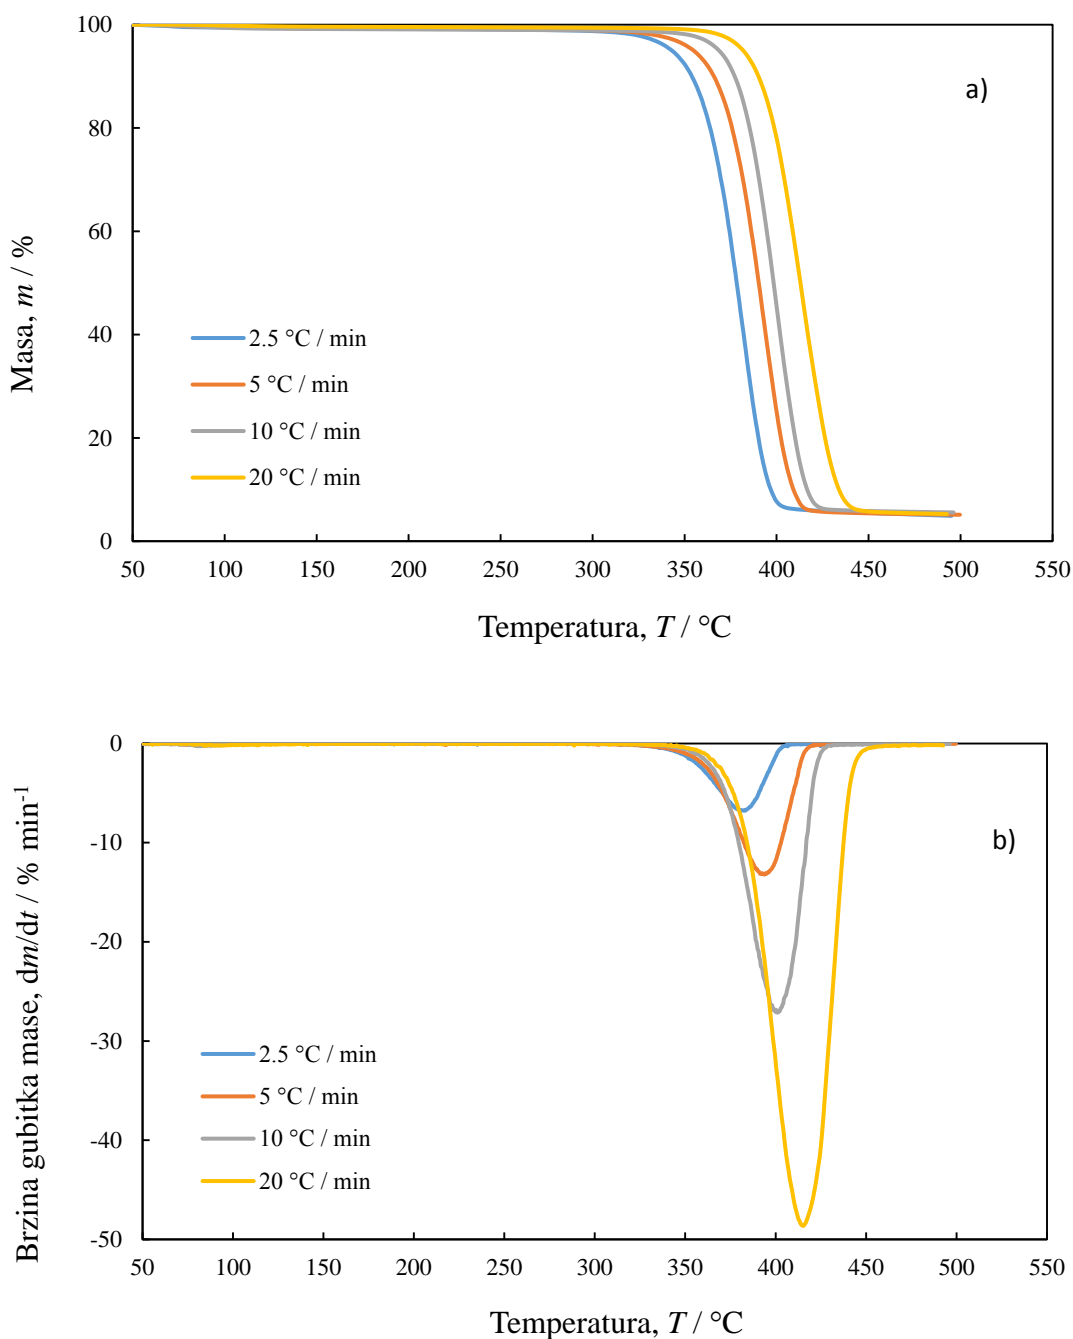 100
80
60
40
20
0
Masa, m / %
a)
2.5 °C / min
5 °C / min
10 °C / min
20 °C / min
50 100 150 200 250 300 350 400 450 500 550
Temperatura, T / °C
0
-10
-20
-30
-40
-50
Brzina gubitka mase, dm/dt / % min⁻¹
b)
2.5 °C / min
5 °C / min
10 °C / min
20 °C / min
50 100 150 200 250 300 350 400 450 500 550
Temperatura, T / °C